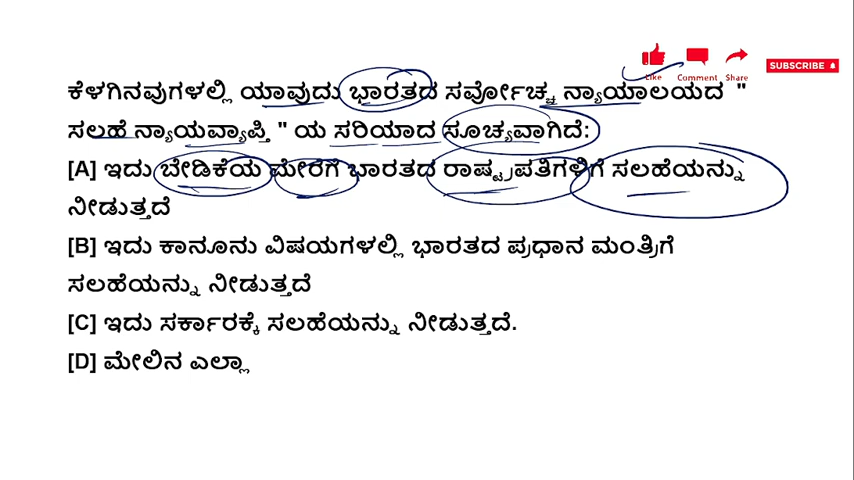 Like Comment Share SUBSCRIBE
ಕೆಳಗಿನವುಗಳಲ್ಲಿ ಯಾವುದು ಭಾರತದ ಸರ್ವೋಚ್ಚ ನ್ಯಾಯಾಲಯದ "
ಸಲಹೆ ನ್ಯಾಯವ್ಯಾಪ್ತಿ " ಯ ಸರಿಯಾದ ಸೂಚ್ಯವಾಗಿದೆ:
[A] ಇದು ಬೇಡಿಕೆಯ ಮೇರೆಗೆ ಭಾರತದ ರಾಷ್ಟ್ರಪತಿಗಳಿಗೆ ಸಲಹೆಯನ್ನು
ನೀಡುತ್ತದೆ
[B] ಇದು ಕಾನೂನು ವಿಷಯಗಳಲ್ಲಿ ಭಾರತದ ಪ್ರಧಾನ ಮಂತ್ರಿಗೆ
ಸಲಹೆಯನ್ನು ನೀಡುತ್ತದೆ
[C] ಇದು ಸರ್ಕಾರಕ್ಕೆ ಸಲಹೆಯನ್ನು ನೀಡುತ್ತದೆ.
[D] ಮೇಲಿನ ಎಲ್ಲಾ